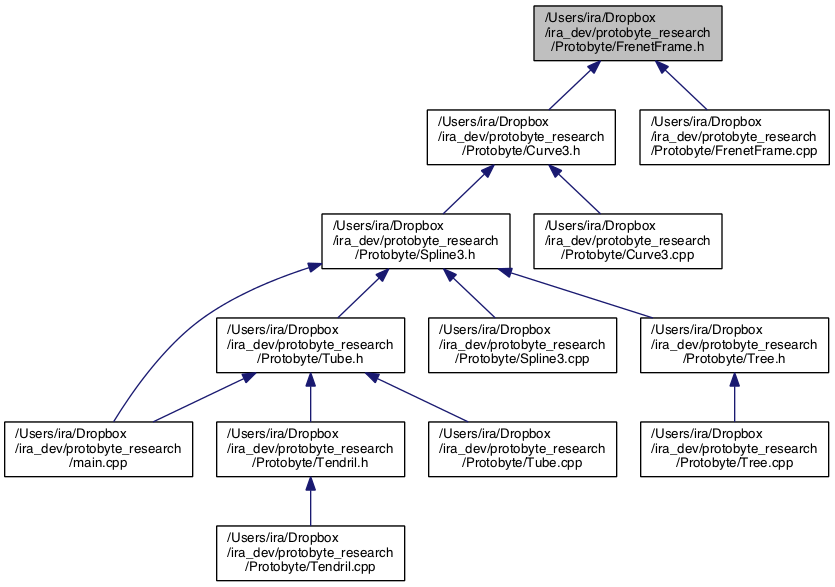 /Users/ira/Dropbox
/ira_dev/protobyte_research
/Protobyte/FrenetFrame.h
/Users/ira/Dropbox
/ira_dev/protobyte_research
/Protobyte/Curve3.h
/Users/ira/Dropbox
/ira_dev/protobyte_research
/Protobyte/FrenetFrame.cpp
/Users/ira/Dropbox
/ira_dev/protobyte_research
/Protobyte/Spline3.h
/Users/ira/Dropbox
/ira_dev/protobyte_research
/Protobyte/Curve3.cpp
/Users/ira/Dropbox
/ira_dev/protobyte_research
/Protobyte/Tube.h
/Users/ira/Dropbox
/ira_dev/protobyte_research
/Protobyte/Spline3.cpp
/Users/ira/Dropbox
/ira_dev/protobyte_research
/Protobyte/Tree.h
/Users/ira/Dropbox
/ira_dev/protobyte_research
/main.cpp
/Users/ira/Dropbox
/ira_dev/protobyte_research
/Protobyte/Tendril.h
/Users/ira/Dropbox
/ira_dev/protobyte_research
/Protobyte/Tube.cpp
/Users/ira/Dropbox
/ira_dev/protobyte_research
/Protobyte/Tree.cpp
/Users/ira/Dropbox
/ira_dev/protobyte_research
/Protobyte/Tendril.cpp